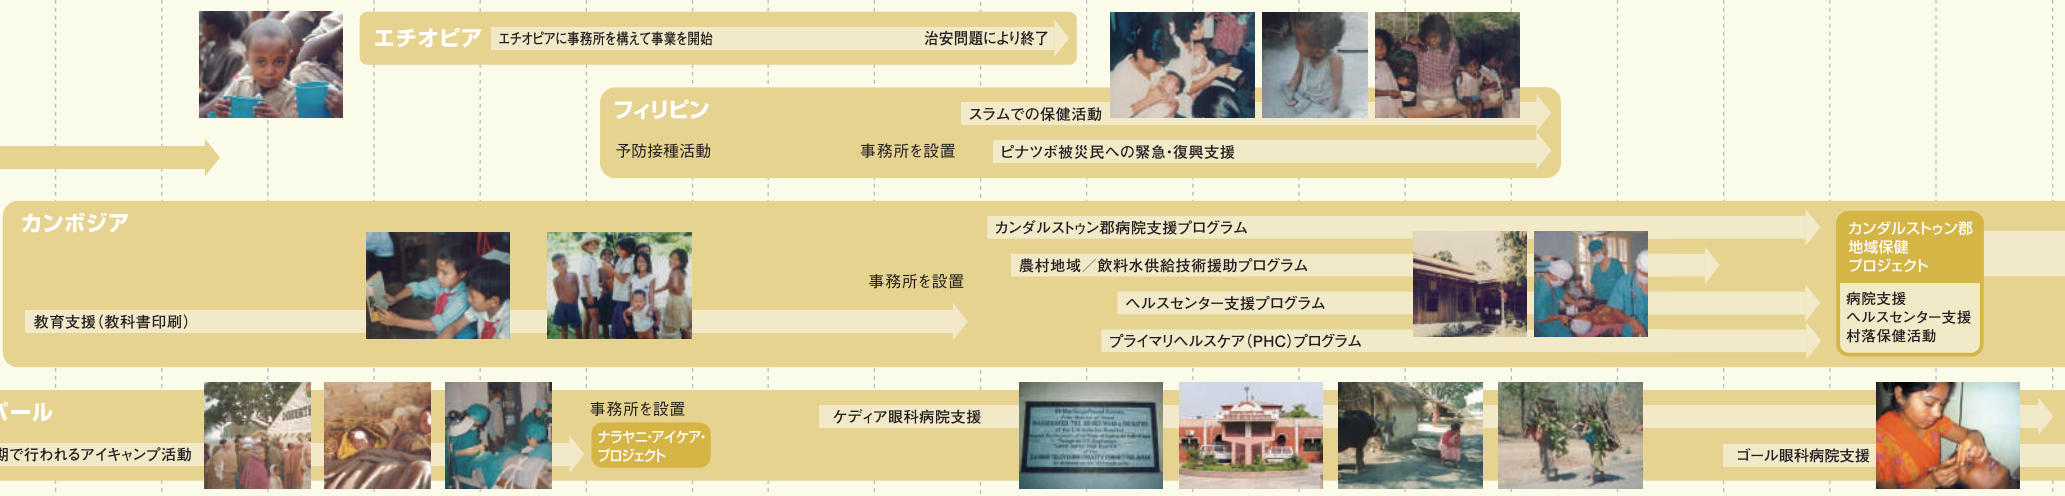 エチオピア
エチオピアに事務所を構えて事業を開始
治安問題により終了
フィリピン
スラムでの保健活動
予防接種活動
事務所を設置
ピナツボ被災民への緊急・復興支援
カンボジア
カンダルストゥン郡病院支援プログラム
農村地域／飲料水供給技術援助プログラム
事務所を設置
ヘルスセンター支援プログラム
教育支援（教科書印刷）
プライマリヘルスケア（PHC）プログラム
カンダルストゥン郡
地域保健
プロジェクト
病院支援
ヘルスセンター支援
村落保健活動
パール
期で行われるアイキャンプ活動
事務所を設置
ナラヤニ・アイケア・
プロジェクト
ケディア眼科病院支援
ゴール眼科病院支援